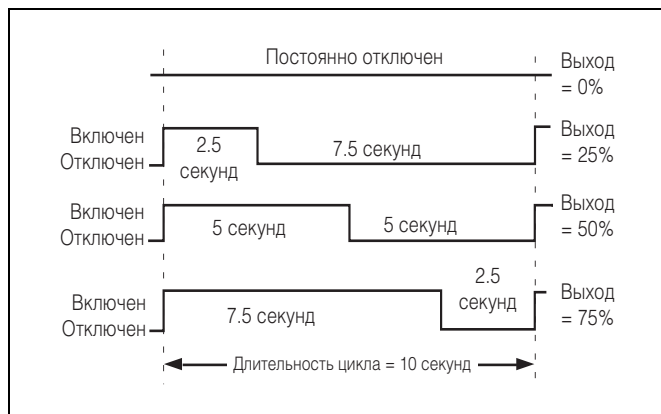 Постоянно отключен
Выход
= 0%
Включен
Отключен
2.5
секунд
7.5 секунд
Выход
= 25%
Включен
Отключен
5 секунд
5 секунд
Выход
= 50%
Включен
Отключен
7.5 секунд
2.5
секунд
Выход
= 75%
Длительность цикла = 10 секунд